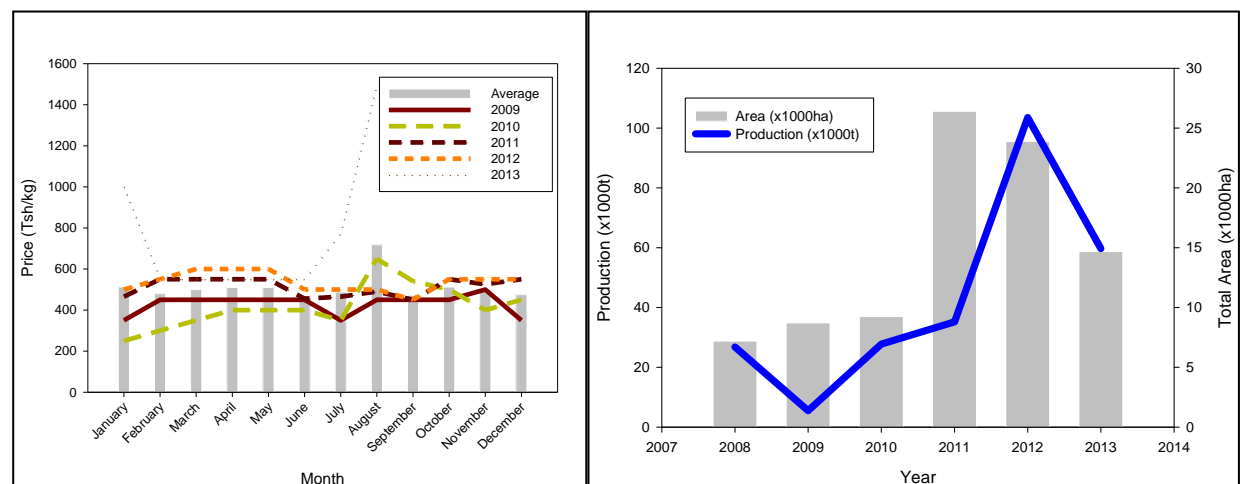 1600
1400
1200
1000
800
600
400
200
0
Price (Tsh/kg)
Average
2009
2010
2011
2012
2013
January
February
March
April
May
June
July
August
September
October
November
December
Month
120
100
80
60
40
20
0
Production (x1000t)
Area (x1000ha)
Production (x1000t)
30
25
20
15
10
5
0
Total Area (x1000ha)
2007
2008
2009
2010
2011
2012
2013
2014
Year